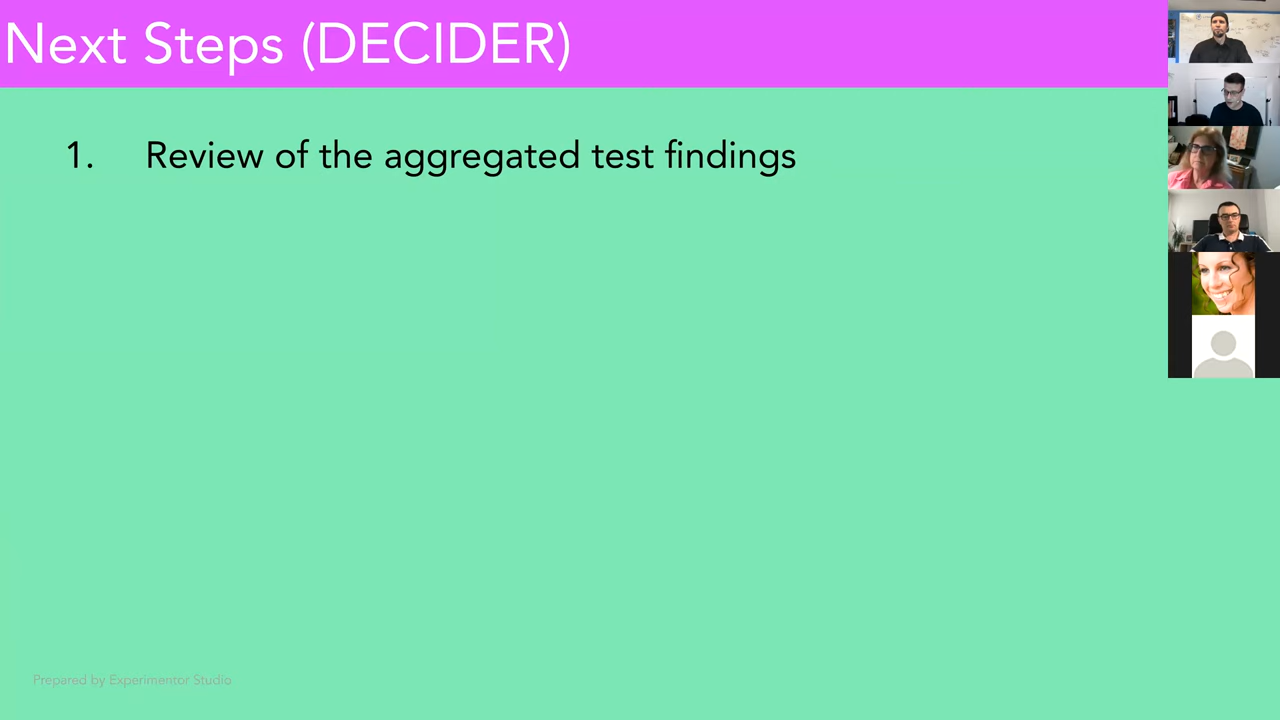 Next Steps (DECIDER)
1. Review of the aggregated test findings
Prepared by Experimentor Studio